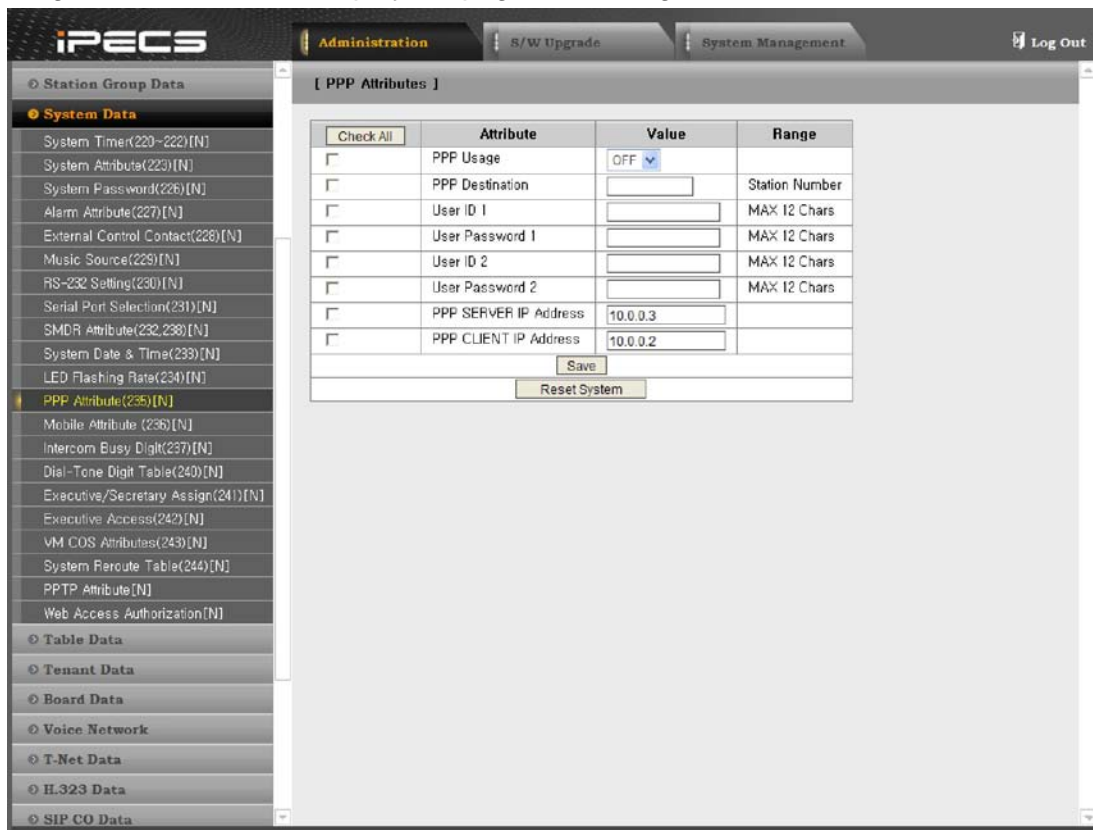 iPECS
Administration
S/W Upgrade
System Management
Log Out
Station Group Data
System Data
System Timer(220~222)[N]
System Attribute(223)[N]
System Password(226)[N]
Alarm Attribute(227)[N]
External Control Contact(228)[N]
Music Source(229)[N]
RS-232 Setting(230)[N]
Serial Port Selection(231)[N]
SMDR Attribute(232,238)[N]
System Date & Time(233)[N]
LED Flashing Rate(234)[N]
PPP Attribute(235)[N]
Mobile Attribute (236)[N]
Intercom Busy Digit(237)[N]
Dial-Tone Digit Table(240)[N]
Executive/Secretary Assign(241)[N]
Executive Access(242)[N]
VM COS Attributes(243)[N]
System Reroute Table(244)[N]
PPTP Attribute[N]
Web Access Authorization[N]
Table Data
Tenant Data
Board Data
Voice Network
T-Net Data
H.323 Data
SIP CO Data
[ PPP Attributes ]
Check All Attribute Value Range
PPP Usage OFF
PPP Destination Station Number
User ID 1 MAX 12 Chars
User Password 1 MAX 12 Chars
User ID 2 MAX 12 Chars
User Password 2 MAX 12 Chars
PPP SERVER IP Address 10.0.0.3
PPP CLIENT IP Address 10.0.0.2
Save
Reset System